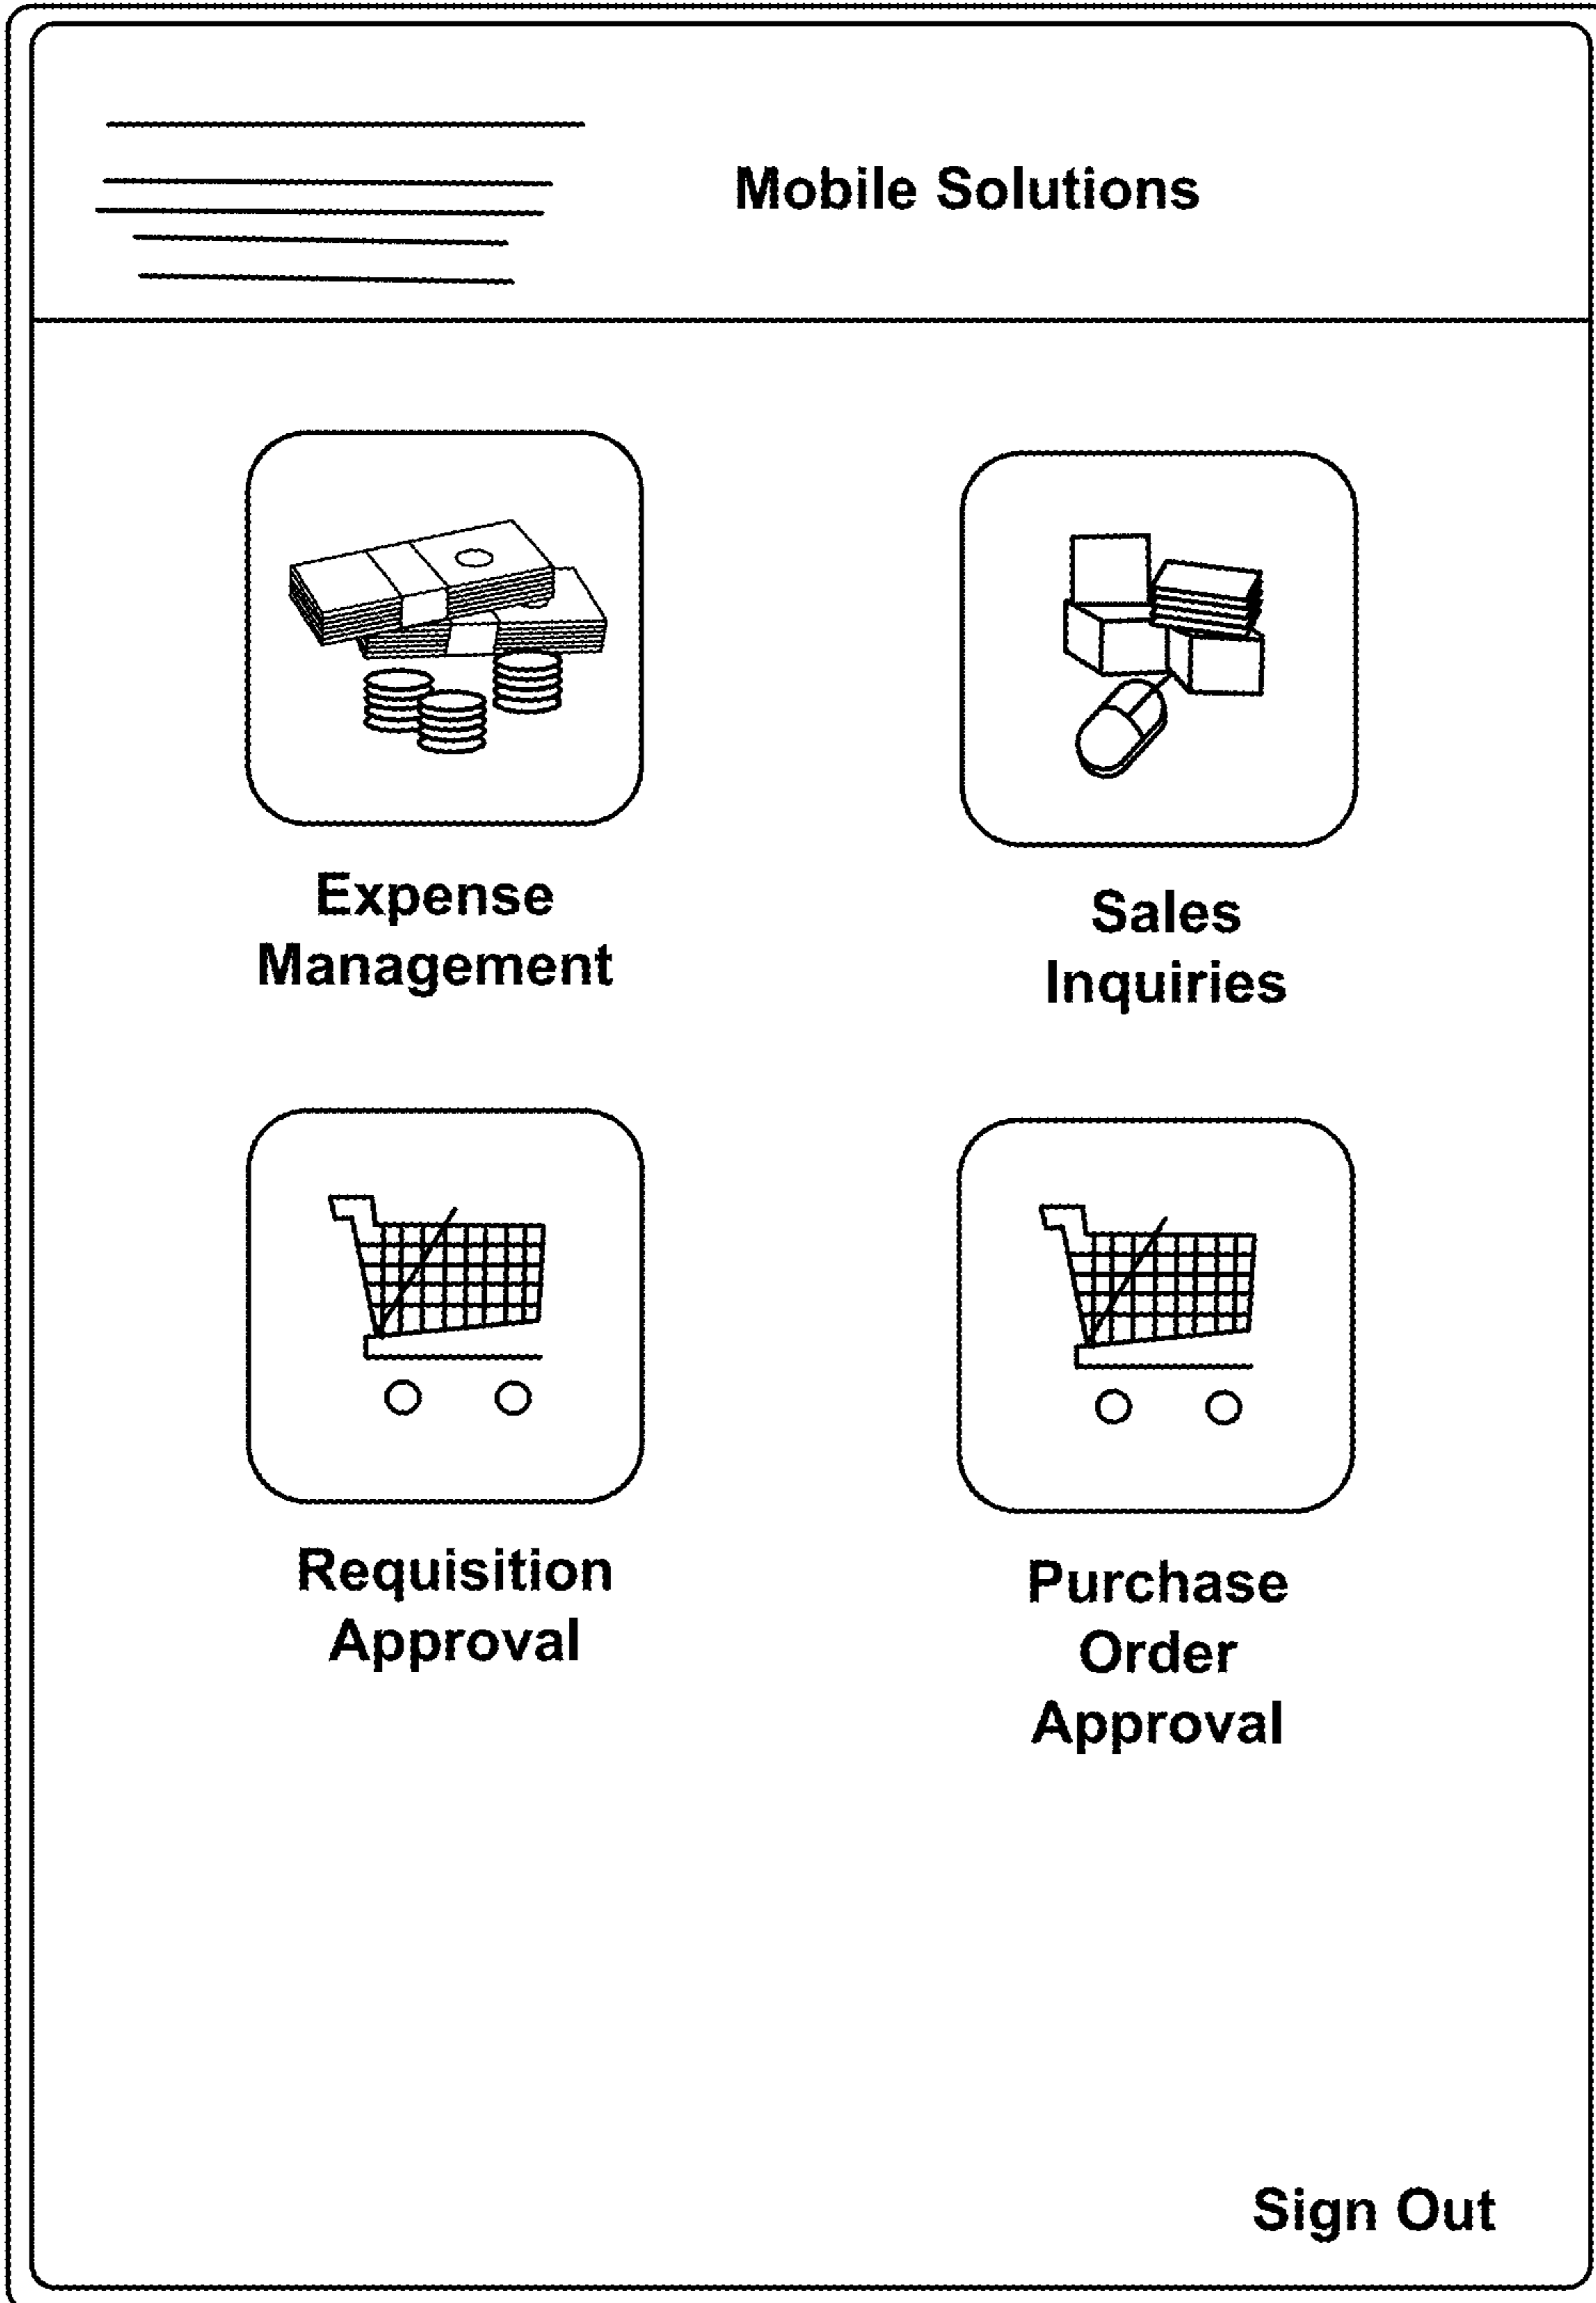 Mobile Solutions
Expense
Management
Sales
Inquiries
Requisition
Approval
Purchase
Order
Approval
Sign Out